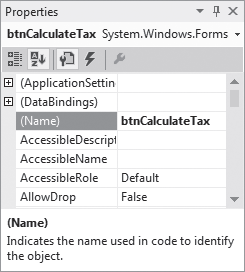 Properties
btnCalculateTax System.Windows.Forms
(ApplicationSettin
(DataBindings)
(Name) btnCalculateTax
AccessibleDescript
AccessibleName
AccessibleRole Default
AllowDrop False
(Name)
Indicates the name used in code to identify
the object.